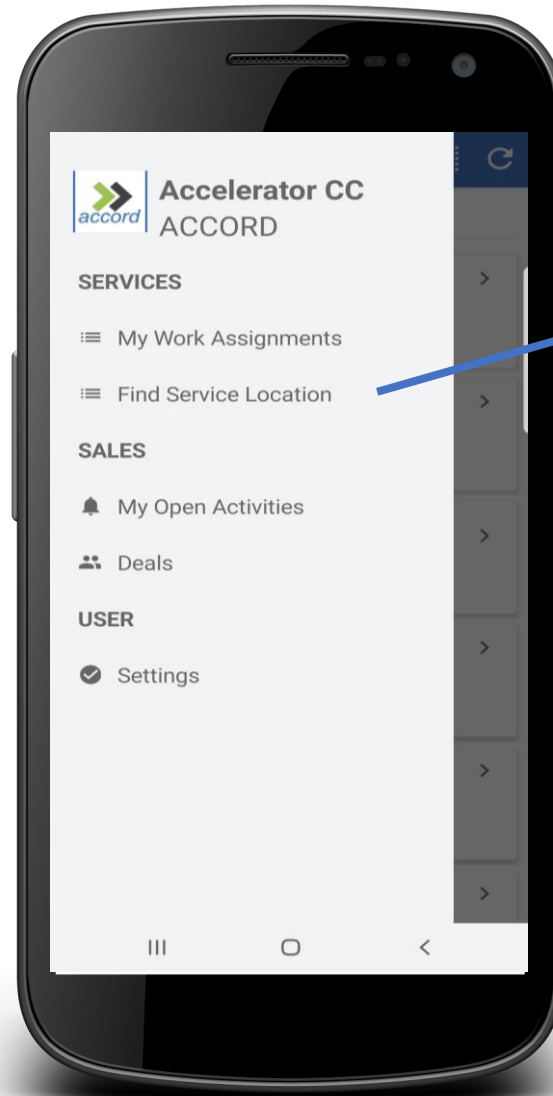 accord
Accelerator CC
ACCORD
SERVICES
My Work Assignments
Find Service Location
SALES
My Open Activities
Deals
USER
Settings